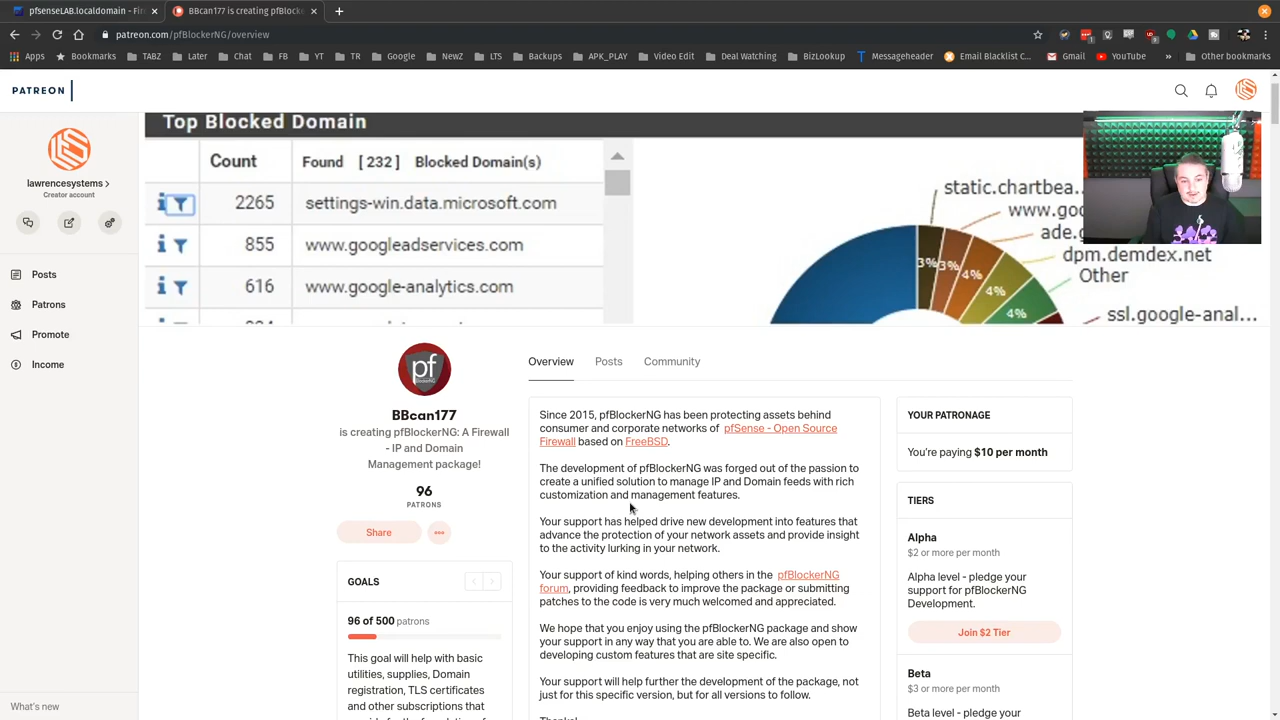 pfsenseLAB.localdomain - Fir
BBcan177 is creating pfBlocke
patreon.com/pfBlockerNG/overview
Apps
Bookmarks
TABZ
Later
Chat
FB
YT
TR
Google
NewZ
LTS
Backups
APK_PLAY
Video Edit
Deal Watching
BizLookup
Messageheader
Email Blacklist C...
Gmail
YouTube
»
Other bookmarks
PATREON
lawrencesystems
Creator account
Posts
Patrons
Promote
Income
What's new
Top Blocked Domain
Count
Found [ 232 ] Blocked Domain(s)
2265
settings-win.data.microsoft.com
855
www.googleadservices.com
616
www.google-analytics.com
static.chartbea...
www.goo
ade.
dpm.demdex.net
Other
ssl.google-anal...
3%
3%
4%
4%
4%
pf
BlockerNG
BBcan177
is creating pfBlockerNG: A Firewall
- IP and Domain
Management package!
96
PATRONS
Share
GOALS
96 of 500 patrons
This goal will help with basic
utilities, supplies, Domain
registration, TLS certificates
and other subscriptions that
Overview
Posts
Community
Since 2015, pfBlockerNG has been protecting assets behind
consumer and corporate networks of pfSense - Open Source
Firewall based on FreeBSD.
The development of pfBlockerNG was forged out of the passion to
create a unified solution to manage IP and Domain feeds with rich
customization and management features.
Your support has helped drive new development into features that
advance the protection of your network assets and provide insight
to the activity lurking in your network.
Your support of kind words, helping others in the pfBlockerNG
forum, providing feedback to improve the package or submitting
patches to the code is very much welcomed and appreciated.
We hope that you enjoy using the pfBlockerNG package and show
your support in any way that you are able to. We are also open to
developing custom features that are site specific.
Your support will help further the development of the package, not
just for this specific version, but for all versions to follow.
YOUR PATRONAGE
You're paying $10 per month
TIERS
Alpha
$2 or more per month
Alpha level - pledge your
support for pfBlockerNG
Development.
Join $2 Tier
Beta
$3 or more per month
Beta level - pledge your